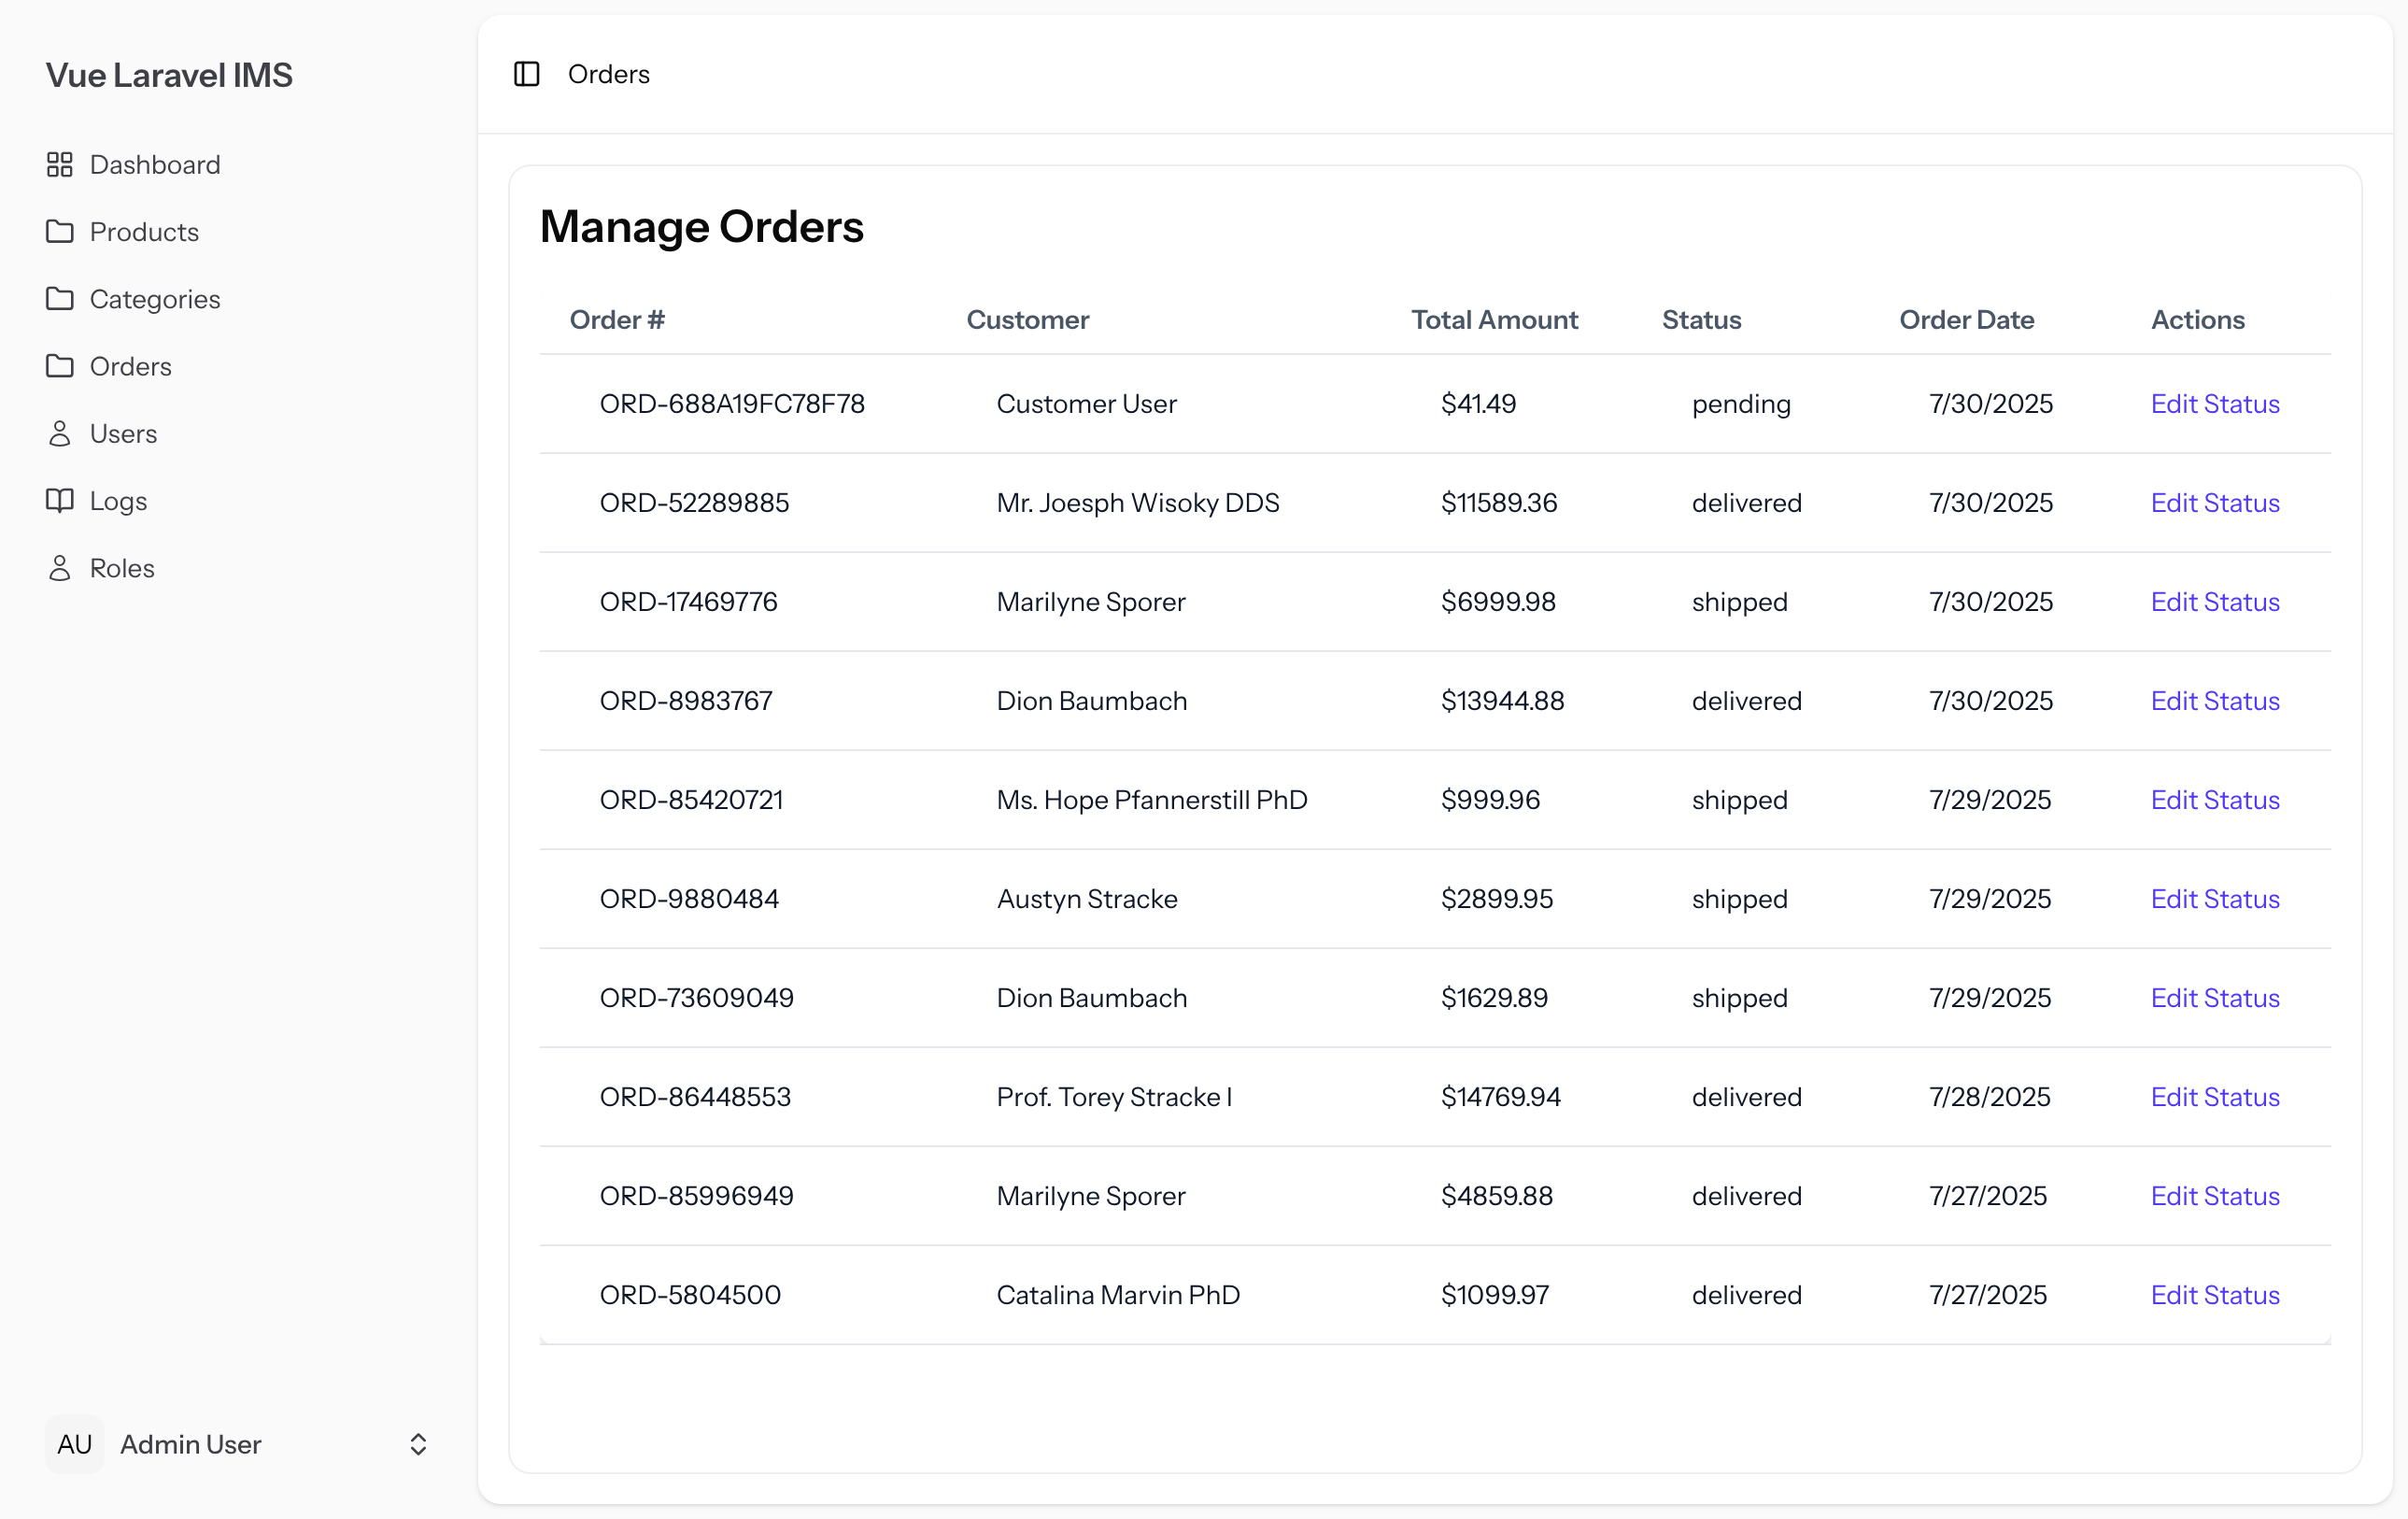 Vue Laravel IMS
Dashboard
Products
Categories
Orders
Users
Logs
Roles
AU Admin User
Orders
Manage Orders
Order # Customer Total Amount Status Order Date Actions
ORD-688A19FC78F78 Customer User $41.49 pending 7/30/2025 Edit Status
ORD-52289885 Mr. Joesph Wisoky DDS $11589.36 delivered 7/30/2025 Edit Status
ORD-17469776 Marilyne Sporer $6999.98 shipped 7/30/2025 Edit Status
ORD-8983767 Dion Baumbach $13944.88 delivered 7/30/2025 Edit Status
ORD-85420721 Ms. Hope Pfannerstill PhD $999.96 shipped 7/29/2025 Edit Status
ORD-9880484 Austyn Stracke $2899.95 shipped 7/29/2025 Edit Status
ORD-73609049 Dion Baumbach $1629.89 shipped 7/29/2025 Edit Status
ORD-86448553 Prof. Torey Stracke I $14769.94 delivered 7/28/2025 Edit Status
ORD-85996949 Marilyne Sporer $4859.88 delivered 7/27/2025 Edit Status
ORD-5804500 Catalina Marvin PhD $1099.97 delivered 7/27/2025 Edit Status